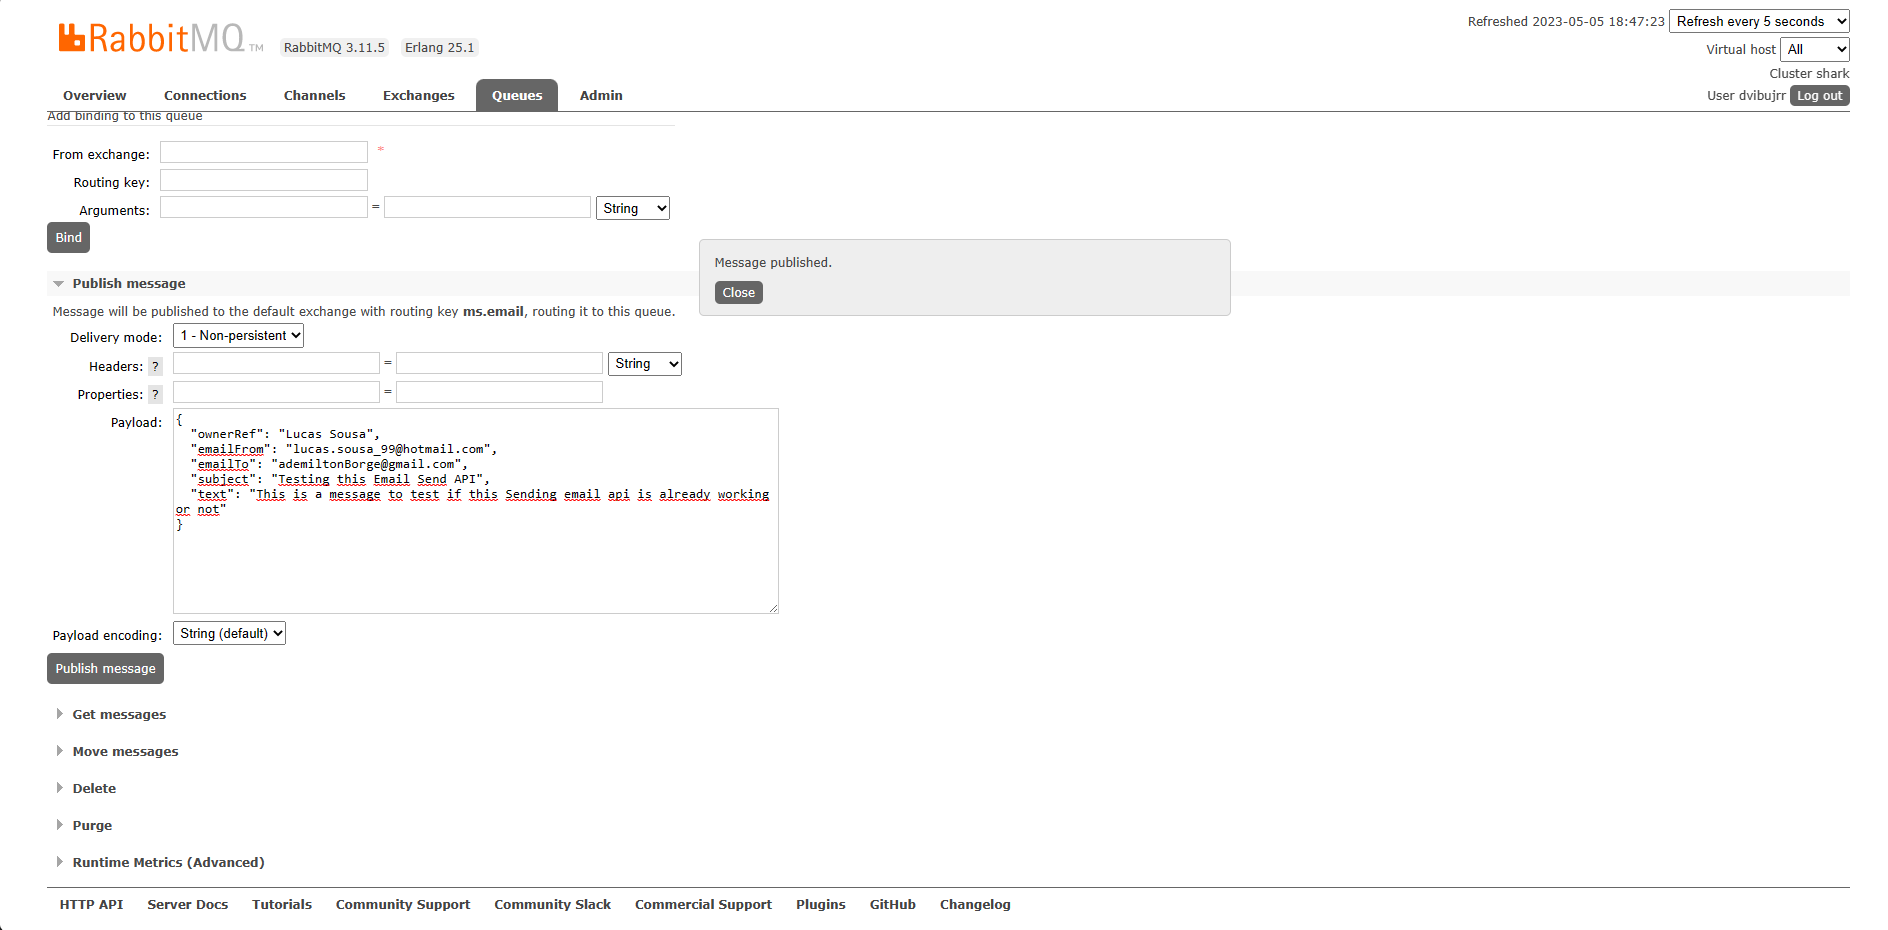 RabbitMQ TM RabbitMQ 3.11.5 Erlang 25.1
Refreshed 2023-05-05 18:47:23 Refresh every 5 seconds
Virtual host All
Cluster shark
User dvibujrr Log out
Overview Connections Channels Exchanges Queues Admin
Add binding to this queue
From exchange: *
Routing key:
Arguments: = String
Bind
Message published.
Close
Publish message
Message will be published to the default exchange with routing key ms.email, routing it to this queue.
Delivery mode: 1 - Non-persistent
Headers: ? = String
Properties: ? =
Payload: {
"ownerRef": "Lucas Sousa",
"emailFrom": "lucas.sousa_99@hotmail.com",
"emailTo": "ademiltonBorge@gmail.com",
"subject": "Testing this Email Send API",
"text": "This is a message to test if this Sending email api is already working
or not"
}
Payload encoding: String (default)
Publish message
Get messages
Move messages
Delete
Purge
Runtime Metrics (Advanced)
HTTP API Server Docs Tutorials Community Support Community Slack Commercial Support Plugins GitHub Changelog